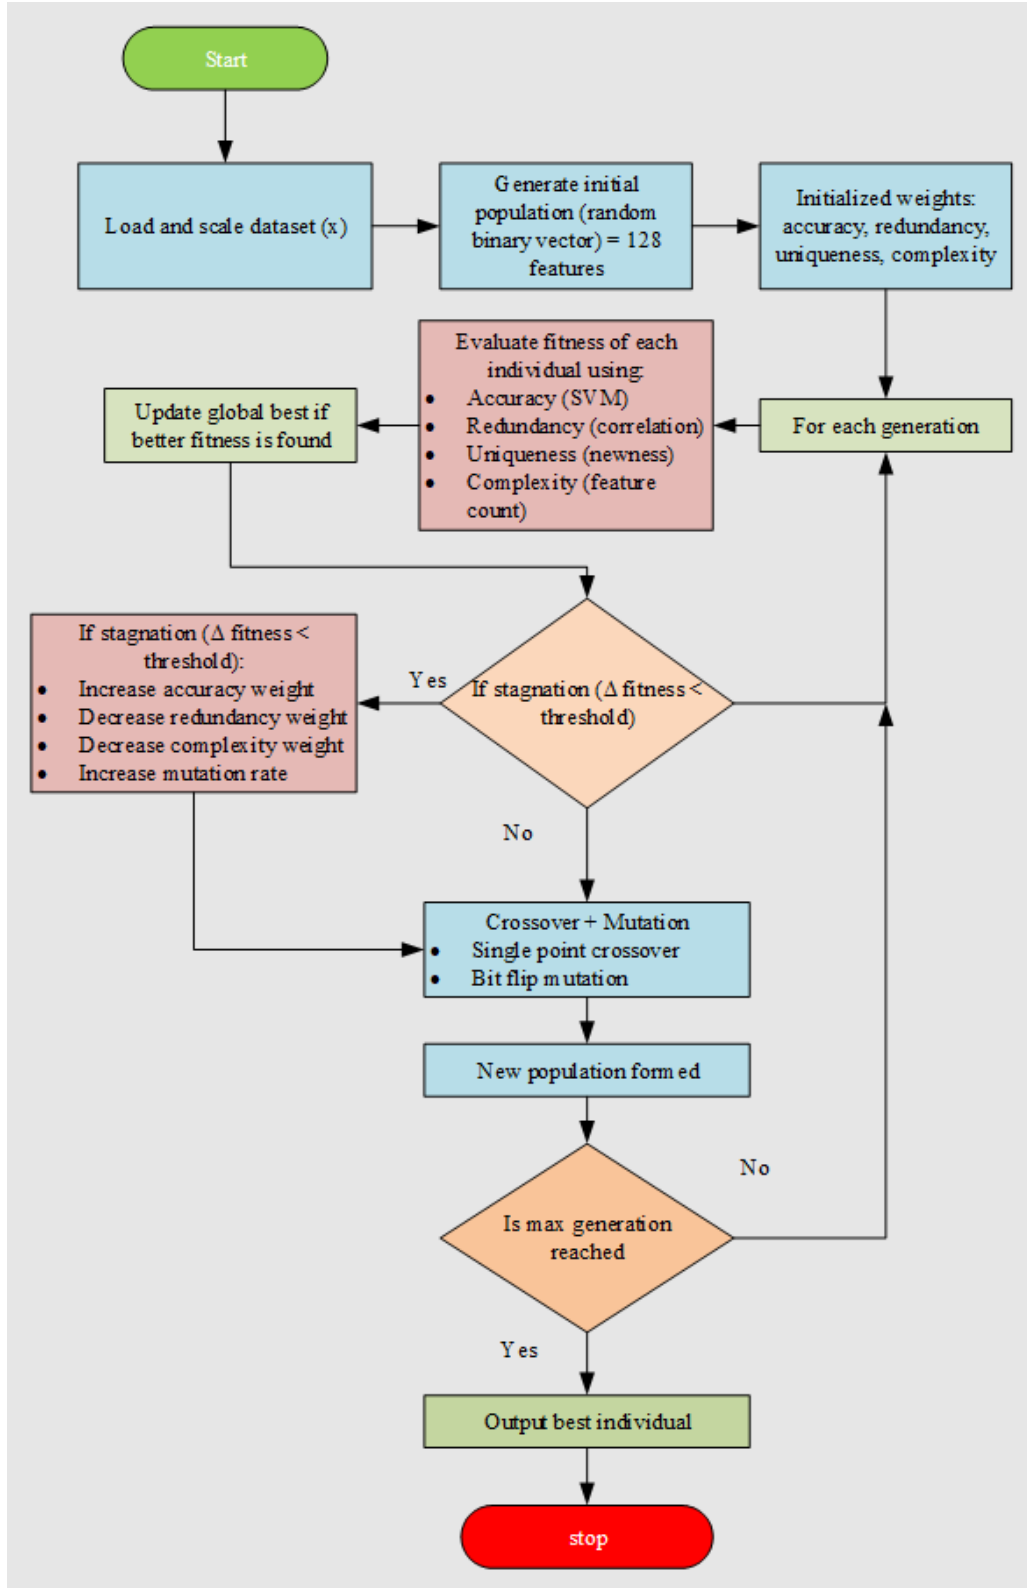 Start
Load and scale dataset (x)
Generate initial
population (random
binary vector) = 128
features
Initialized weights:
accuracy, redundancy,
uniqueness, complexity
For each generation
Evaluate fitness of each
individual using:
• Accuracy (SVM)
• Redundancy (correlation)
• Uniqueness (newness)
• Complexity (feature
count)
Update global best if
better fitness is found
If stagnation (Δ fitness <
threshold)
Yes
If stagnation (Δ fitness <
threshold):
• Increase accuracy weight
• Decrease redundancy weight
• Decrease complexity weight
• Increase mutation rate
No
Crossover + Mutation
• Single point crossover
• Bit flip mutation
New population formed
Is max generation
reached
No
Yes
Output best individual
stop